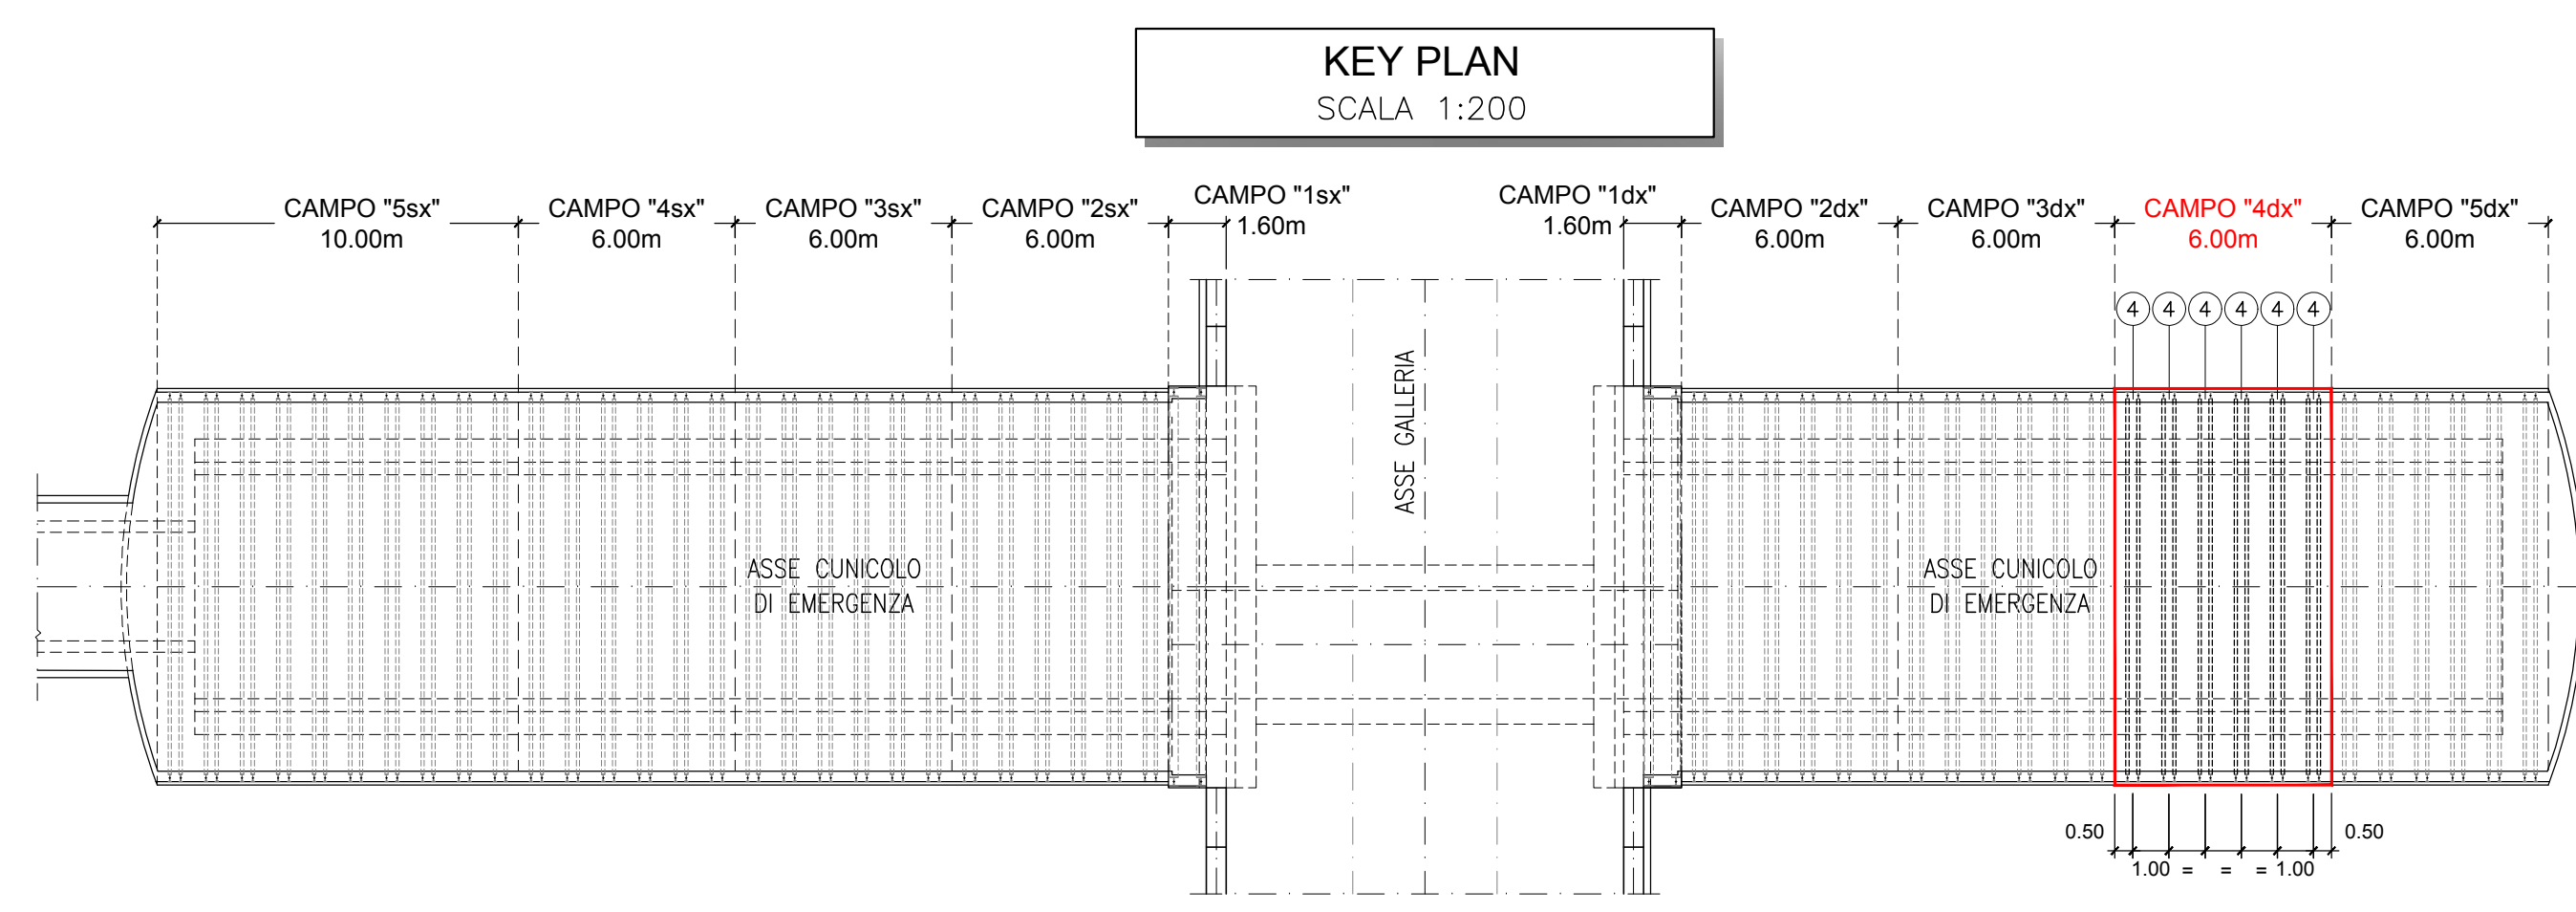 KEY PLAN
SCALA 1:200
CAMPO "5sx"
10.00m
CAMPO "4sx"
6.00m
CAMPO "3sx"
6.00m
CAMPO "2sx"
6.00m
CAMPO "1sx"
1.60m
CAMPO "1dx"
1.60m
CAMPO "2dx"
6.00m
CAMPO "3dx"
6.00m
CAMPO "4dx"
6.00m
CAMPO "5dx"
6.00m
4 4 4 4 4 4
ASSE GALLERIA
ASSE CUNICOLO
DI EMERGENZA
ASSE CUNICOLO
DI EMERGENZA
0.50 0.50
1.00 = = = 1.00